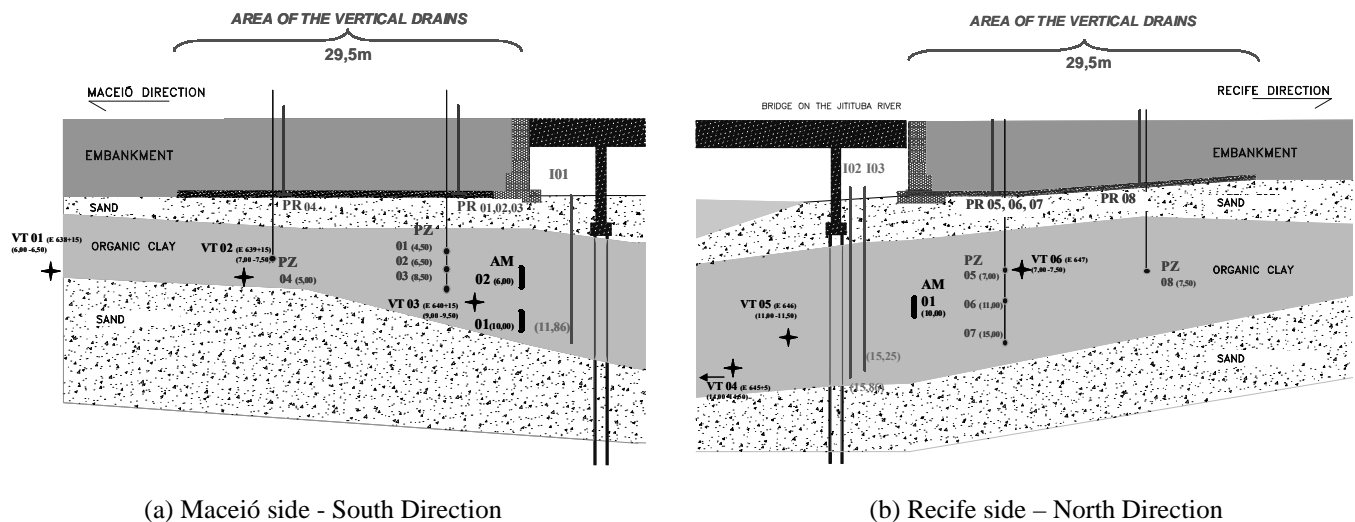 AREA OF THE VERTICAL DRAINS
29,5m
MACEIÓ DIRECTION
EMBANKMENT
I01
PR 04
PR 01,02,03
SAND
ORGANIC CLAY
VT 01 (E 638+15)
(6,00 -6,50)
VT 02 (E 639+15)
(7,00 -7,50)
PZ
04 (5,00)
PZ
01 (4,50)
02 (6,50)
03 (8,50)
AM
02 (6,00)
VT 03 (E 640+15)
(9,00 -9,50)
01 (10,00)
(11,86)
SAND
(a) Maceió side - South Direction
AREA OF THE VERTICAL DRAINS
29,5m
RECIFE DIRECTION
BRIDGE ON THE JITITUBA RIVER
EMBANKMENT
I02 I03
PR 05, 06, 07
PR 08
SAND
PZ
05 (7,00)
VT 06 (E 647)
(7,00 -7,50)
PZ
08 (7,50)
ORGANIC CLAY
AM
01
(10,00)
06 (11,00)
VT 05 (E 646)
(11,00 -11,50)
07 (15,00)
(15,25)
SAND
VT 04 (E 645+5)
(b) Recife side – North Direction